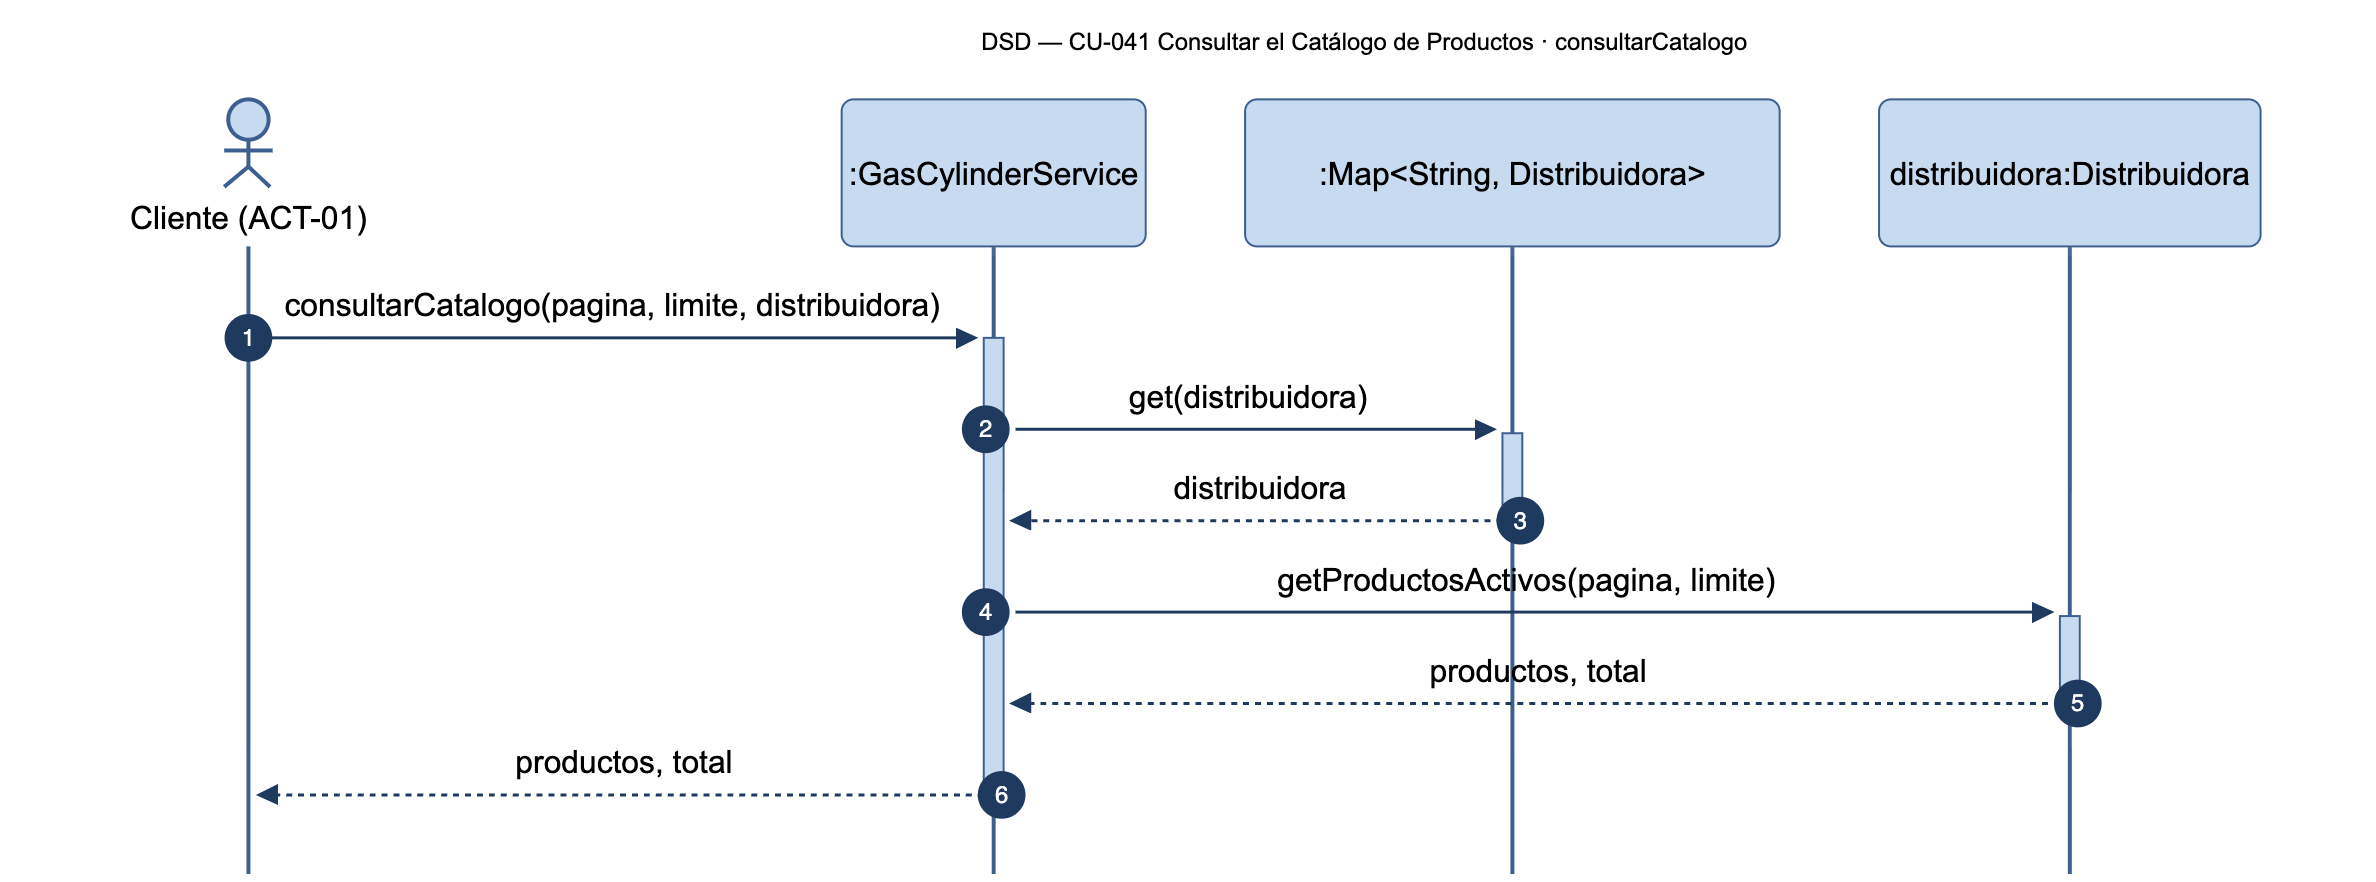 DSD — CU-041 Consultar el Catálogo de Productos · consultarCatalogo
:GasCylinderService
:Map<String, Distribuidora>
distribuidora:Distribuidora
Cliente (ACT-01)
consultarCatalogo(pagina, limite, distribuidora)
1
get(distribuidora)
2
distribuidora
3
getProductosActivos(pagina, limite)
4
productos, total
5
productos, total
6